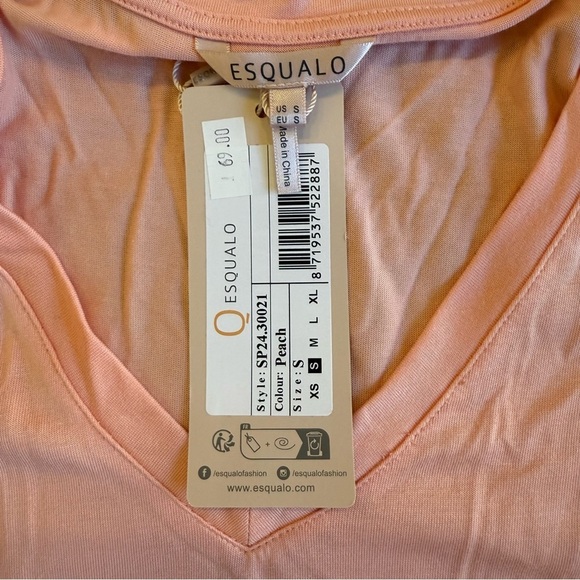 ESQUALO
US S
EU S
Made in China
69.00
ESQUALO
Style: SP24.30021
Colour: Peach
Size: S
XS S M L XL
8 719537 522887
FR
/esqualofashion
/esqualofashion
www.esqualo.com